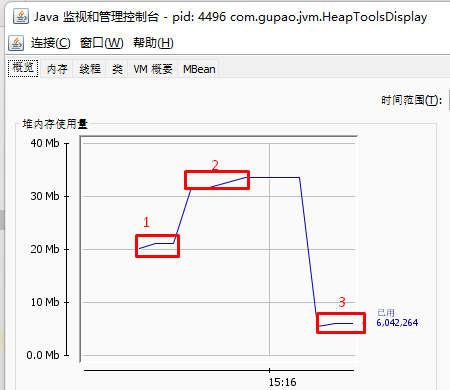 Java 监视和管理控制台 - pid: 4496 com.gupao.jvm.HeapToolsDisplay
连接(C) 窗口(W) 帮助(H)
概览 内存 线程 类 VM 概要 MBean
时间范围(T):
堆内存使用量
40 Mb
30 Mb
20 Mb
10 Mb
0.0 Mb
1
2
3
已用
6,042,264
15:16